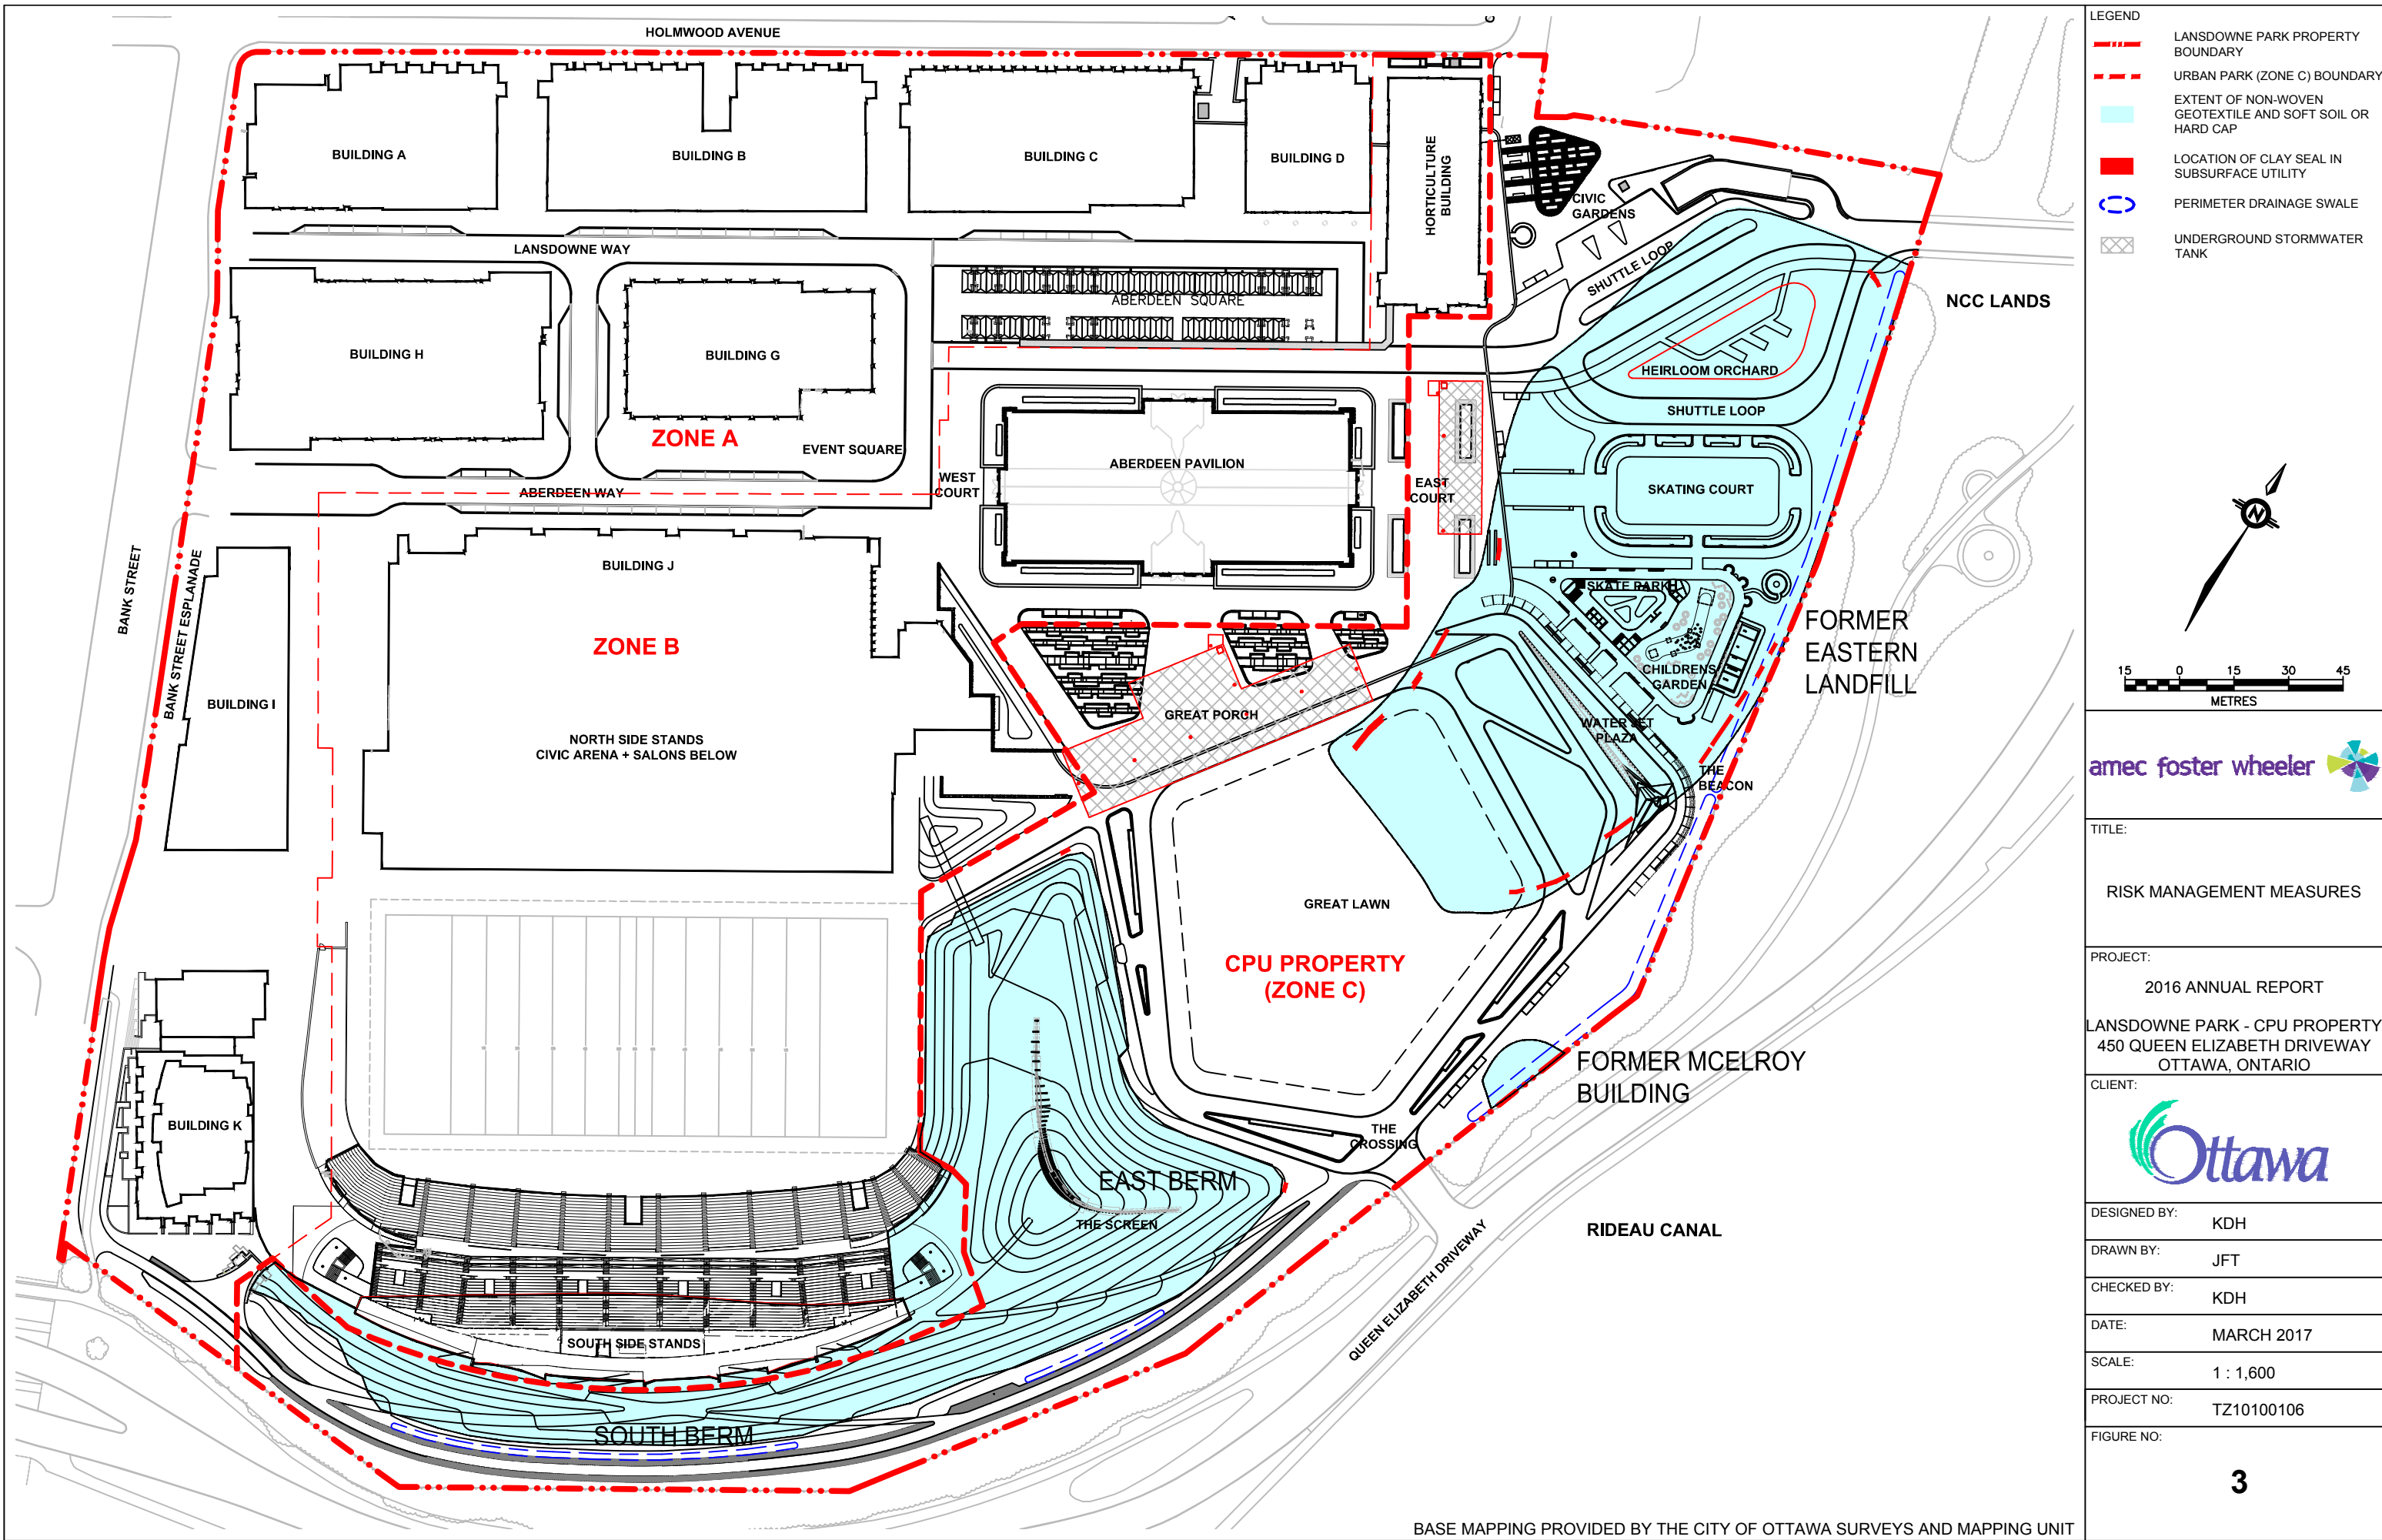 HOLMWOOD AVENUE
BUILDING A
BUILDING B
BUILDING C
BUILDING D
HORTICULTURE
BUILDING
CIVIC
GARDENS
LANSDOWNE WAY
SHUTTLE LOOP
ABERDEEN SQUARE
NCC LANDS
BUILDING H
BUILDING G
HEIRLOOM ORCHARD
SHUTTLE LOOP
ZONE A
EVENT SQUARE
ABERDEEN PAVILION
WEST
COURT
EAST
COURT
SKATING COURT
ABERDEEN WAY
BANK STREET
BANK STREET ESPLANADE
BUILDING J
SKATE PARK
ZONE B
FORMER
EASTERN
LANDFILL
CHILDRENS
GARDEN
BUILDING I
GREAT PORCH
WATER JET
PLAZA
NORTH SIDE STANDS
CIVIC ARENA + SALONS BELOW
THE
BEACON
GREAT LAWN
CPU PROPERTY
(ZONE C)
FORMER MCELROY
BUILDING
BUILDING K
THE
CROSSING
EAST BERM
THE SCREEN
RIDEAU CANAL
QUEEN ELIZABETH DRIVEWAY
SOUTH SIDE STANDS
SOUTH BERM
BASE MAPPING PROVIDED BY THE CITY OF OTTAWA SURVEYS AND MAPPING UNIT
LEGEND
LANSDOWNE PARK PROPERTY
BOUNDARY
URBAN PARK (ZONE C) BOUNDARY
EXTENT OF NON-WOVEN
GEOTEXTILE AND SOFT SOIL OR
HARD CAP
LOCATION OF CLAY SEAL IN
SUBSURFACE UTILITY
PERIMETER DRAINAGE SWALE
UNDERGROUND STORMWATER
TANK
N
15 0 15 30 45
METRES
amec foster wheeler
TITLE:
RISK MANAGEMENT MEASURES
PROJECT:
2016 ANNUAL REPORT
LANSDOWNE PARK - CPU PROPERTY
450 QUEEN ELIZABETH DRIVEWAY
OTTAWA, ONTARIO
CLIENT:
Ottawa
DESIGNED BY:
KDH
DRAWN BY:
JFT
CHECKED BY:
KDH
DATE:
MARCH 2017
SCALE:
1 : 1,600
PROJECT NO:
TZ10100106
FIGURE NO:
3